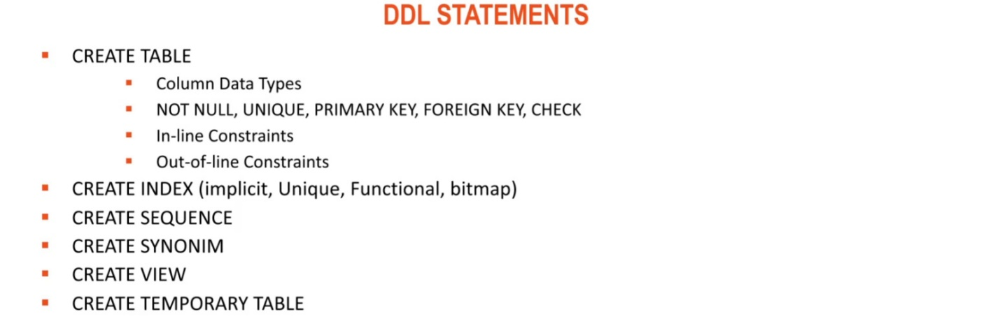 DDL STATEMENTS
CREATE TABLE
Column Data Types
NOT NULL, UNIQUE, PRIMARY KEY, FOREIGN KEY, CHECK
In-line Constraints
Out-of-line Constraints
CREATE INDEX (implicit, Unique, Functional, bitmap)
CREATE SEQUENCE
CREATE SYNONIM
CREATE VIEW
CREATE TEMPORARY TABLE